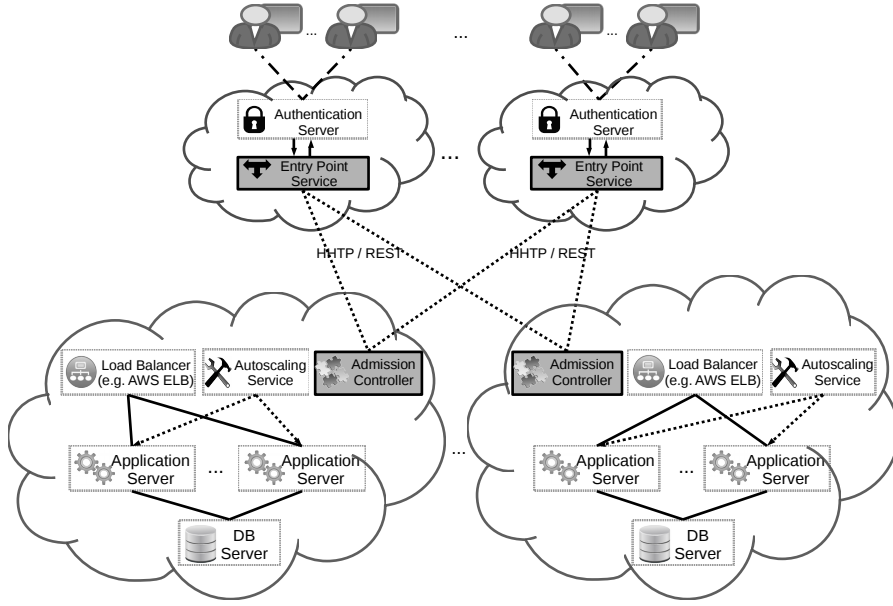 ... ... ...
Authentication
Server
Authentication
Server
...
Entry Point
Service
Entry Point
Service
HHTP / REST
HHTP / REST
Load Balancer
(e.g. AWS ELB)
Autoscaling
Service
Admission
Controller
Admission
Controller
Load Balancer
(e.g. AWS ELB)
Autoscaling
Service
...
Application
Server
...
Application
Server
Application
Server
...
Application
Server
DB
Server
DB
Server